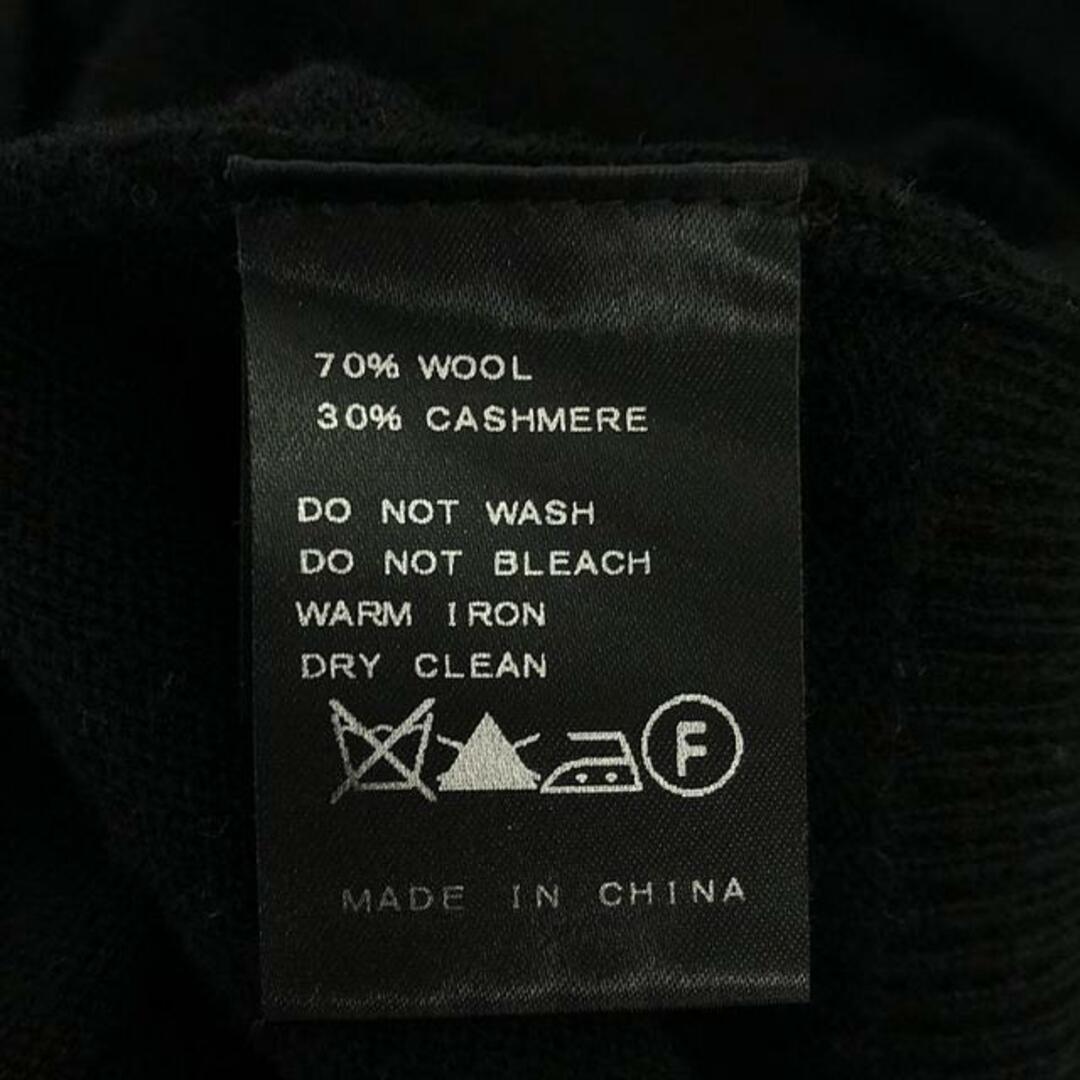 70% WOOL
30% CASHMERE
DO NOT WASH
DO NOT BLEACH
WARM IRON
DRY CLEAN
F
MADE IN CHINA